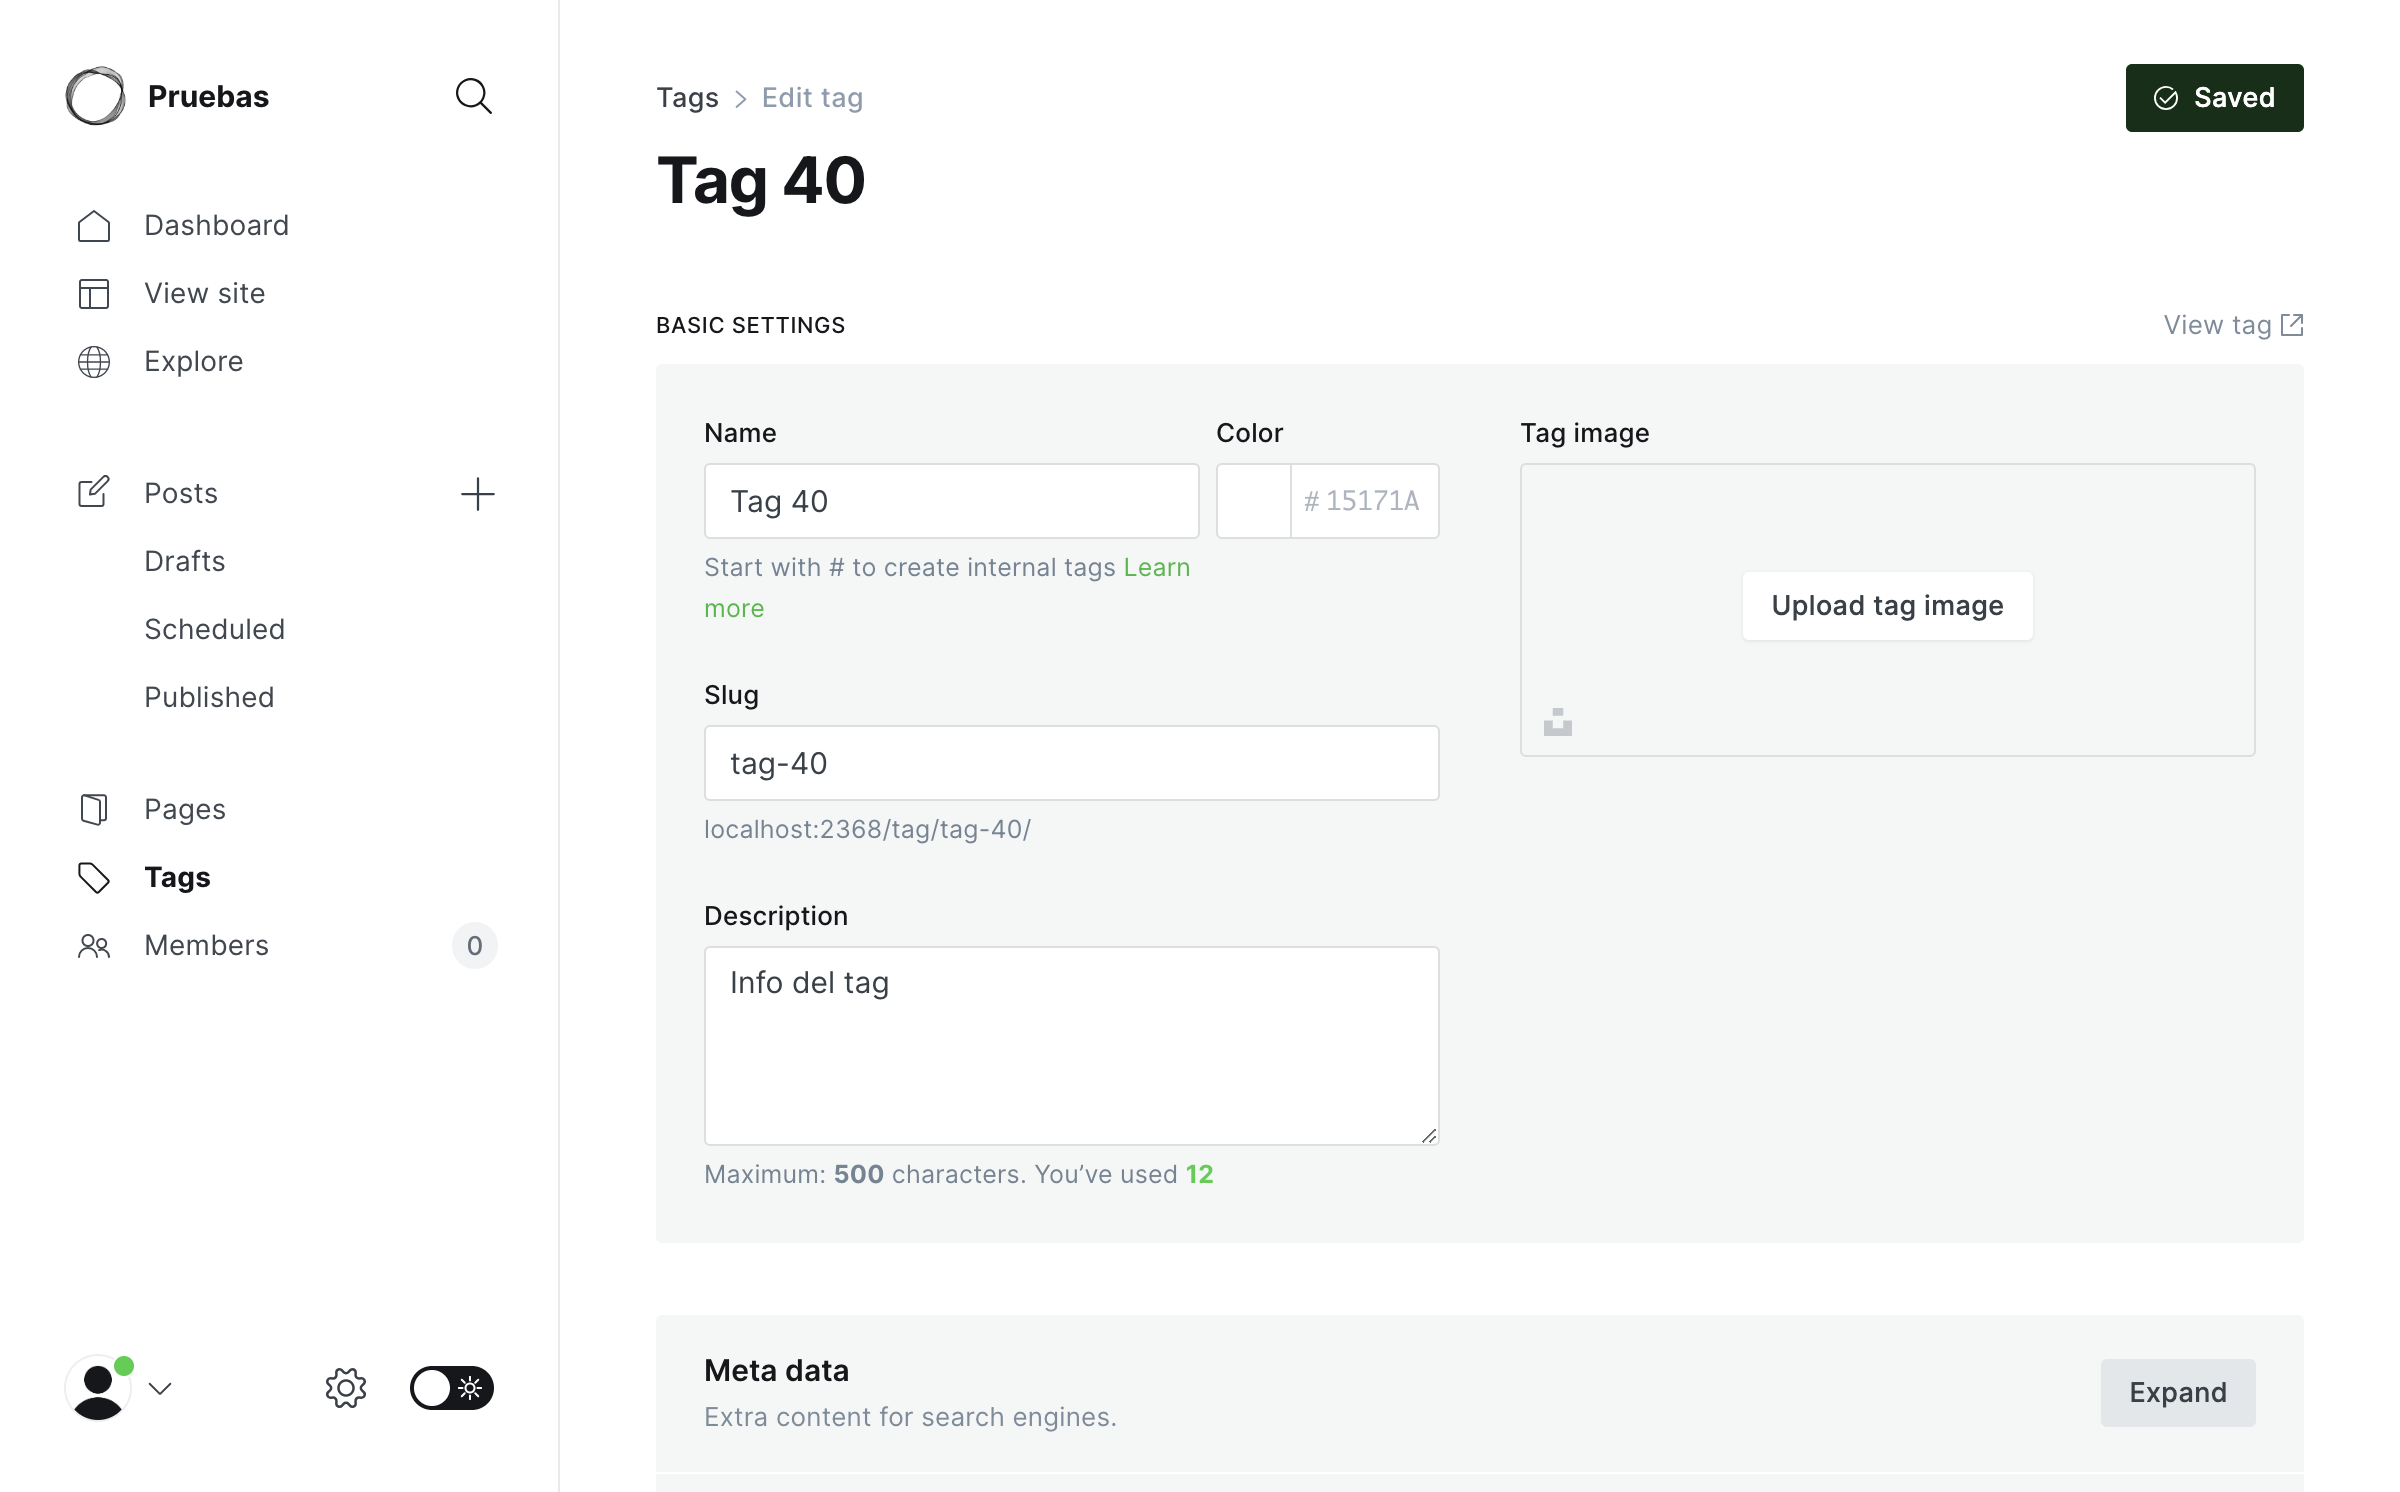 Pruebas
Dashboard
View site
Explore
Posts
Drafts
Scheduled
Published
Pages
Tags
Members
0
Tags > Edit tag
Saved
Tag 40
BASIC SETTINGS
View tag
Name
Tag 40
Start with # to create internal tags Learn
more
Color
# 15171A
Slug
tag-40
localhost:2368/tag/tag-40/
Description
Info del tag
Maximum: 500 characters. You’ve used 12
Tag image
Upload tag image
Meta data
Extra content for search engines.
Expand